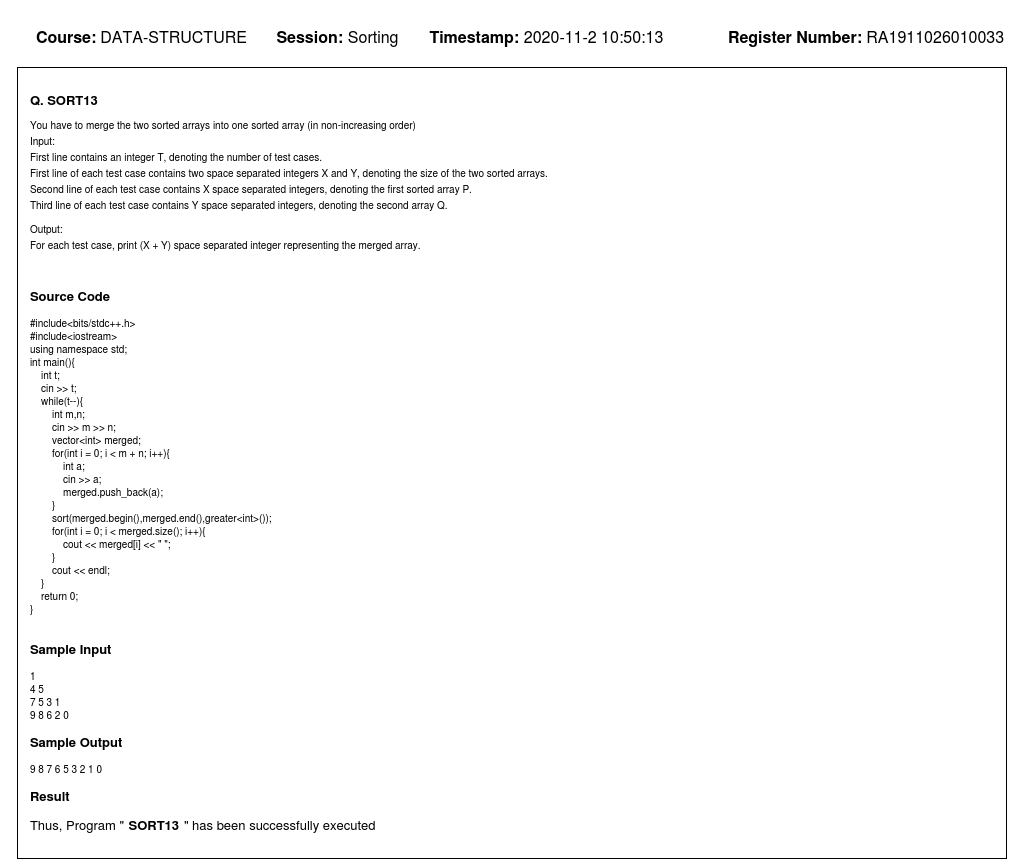 Course: DATA-STRUCTURE Session: Sorting Timestamp: 2020-11-2 10:50:13 Register Number: RA1911026010033
Q. SORT13
You have to merge the two sorted arrays into one sorted array (in non-increasing order)
Input:
First line contains an integer T, denoting the number of test cases.
First line of each test case contains two space separated integers X and Y, denoting the size of the two sorted arrays.
Second line of each test case contains X space separated integers, denoting the first sorted array P.
Third line of each test case contains Y space separated integers, denoting the second array Q.
Output:
For each test case, print (X + Y) space separated integer representing the merged array.
Source Code
#include<bits/stdc++.h>
#include<iostream>
using namespace std;
int main(){
    int t;
    cin >> t;
    while(t--){
        int m,n;
        cin >> m >> n;
        vector<int> merged;
        for(int i = 0; i < m + n; i++){
            int a;
            cin >> a;
            merged.push_back(a);
        }
        sort(merged.begin(),merged.end(),greater<int>());
        for(int i = 0; i < merged.size(); i++){
            cout << merged[i] << " ";
        }
        cout << endl;
    }
    return 0;
}
Sample Input
1
4 5
7 5 3 1
9 8 6 2 0
Sample Output
9 8 7 6 5 3 2 1 0
Result
Thus, Program " SORT13 " has been successfully executed